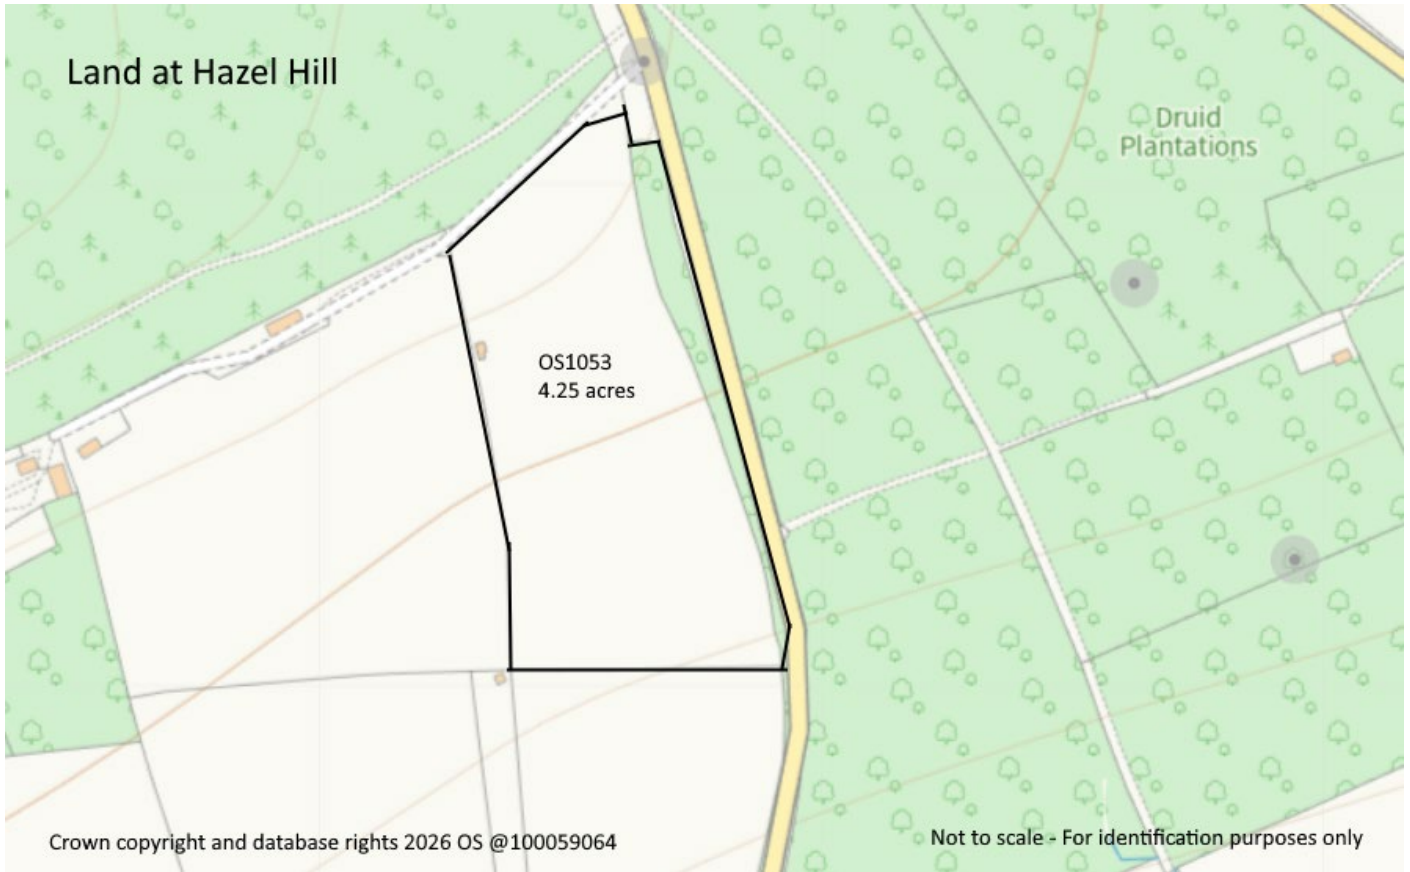 Land at Hazel Hill
Druid
Plantations
OS1053
4.25 acres
Crown copyright and database rights 2026 OS @100059064
Not to scale - For identification purposes only